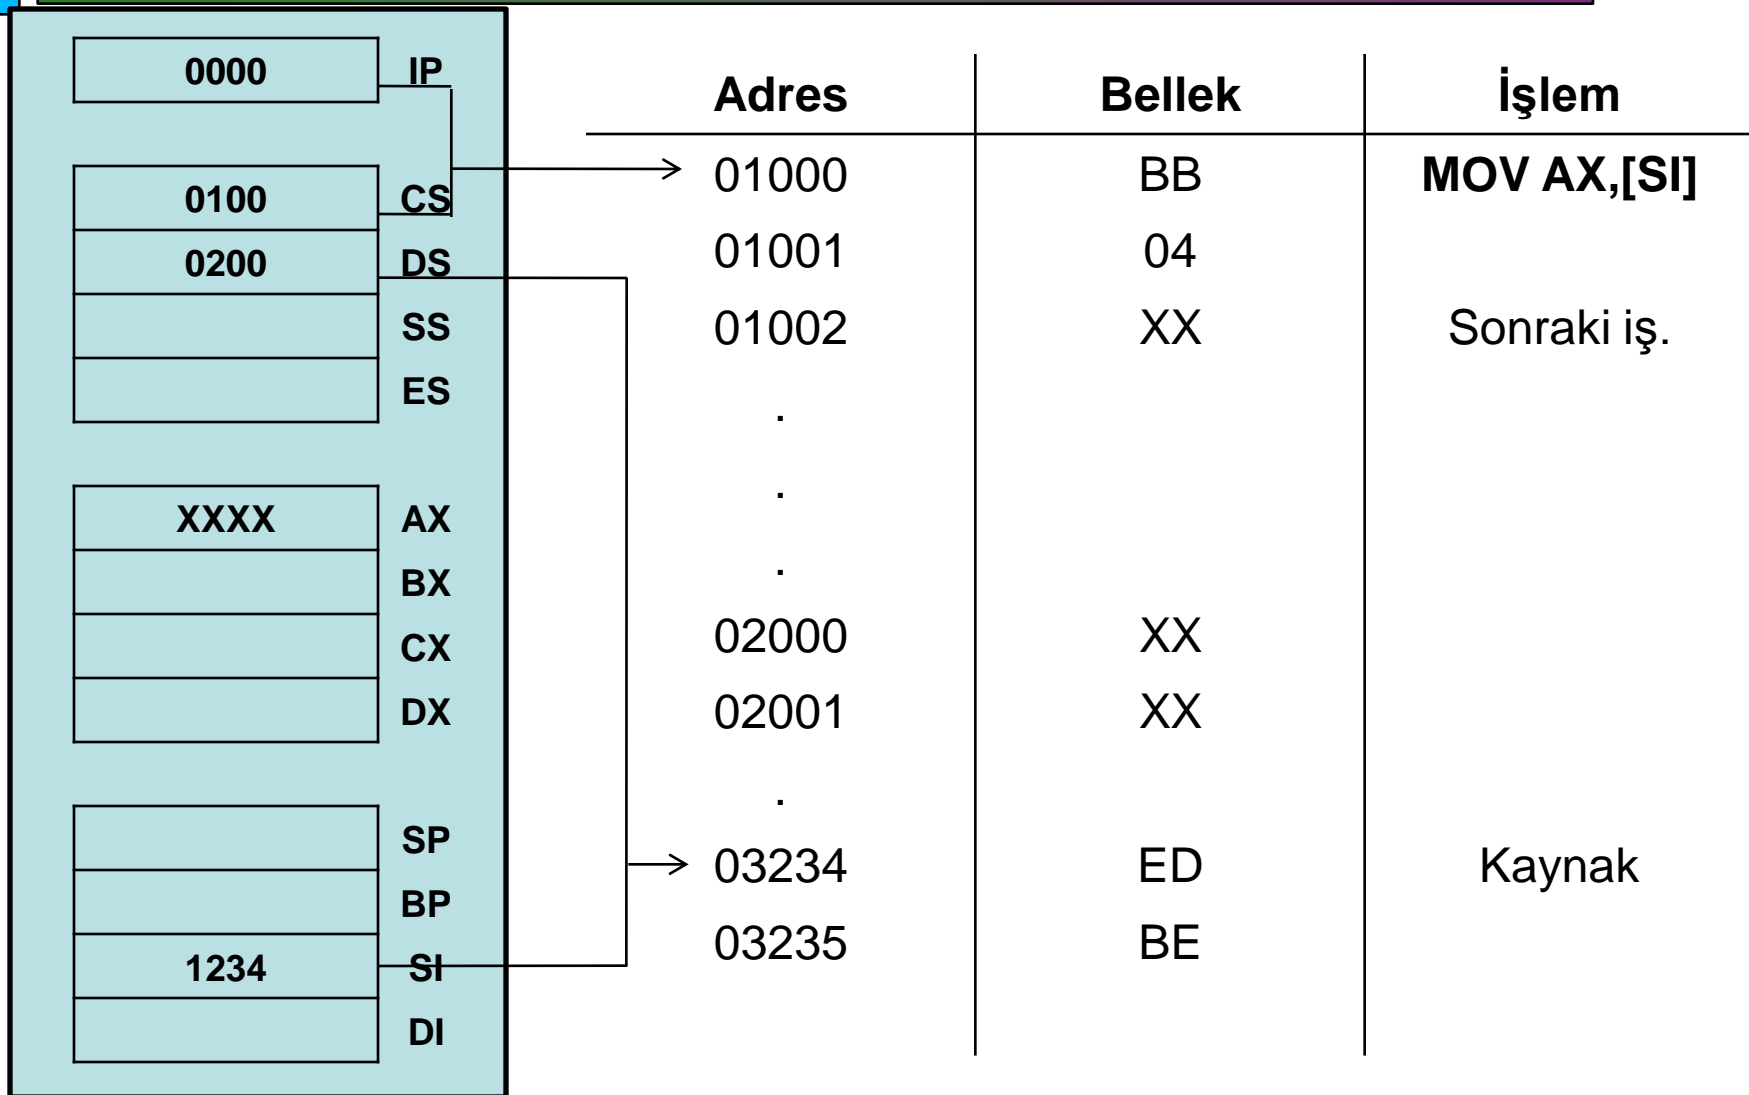 0000 IP
0100 CS
0200 DS
SS
ES
XXXX AX
BX
CX
DX
SP
BP
1234 SI
DI
Adres Bellek İşlem
01000 BB MOV AX,[SI]
01001 04
01002 XX Sonraki iş.
.
.
.
02000 XX
02001 XX
.
03234 ED Kaynak
03235 BE